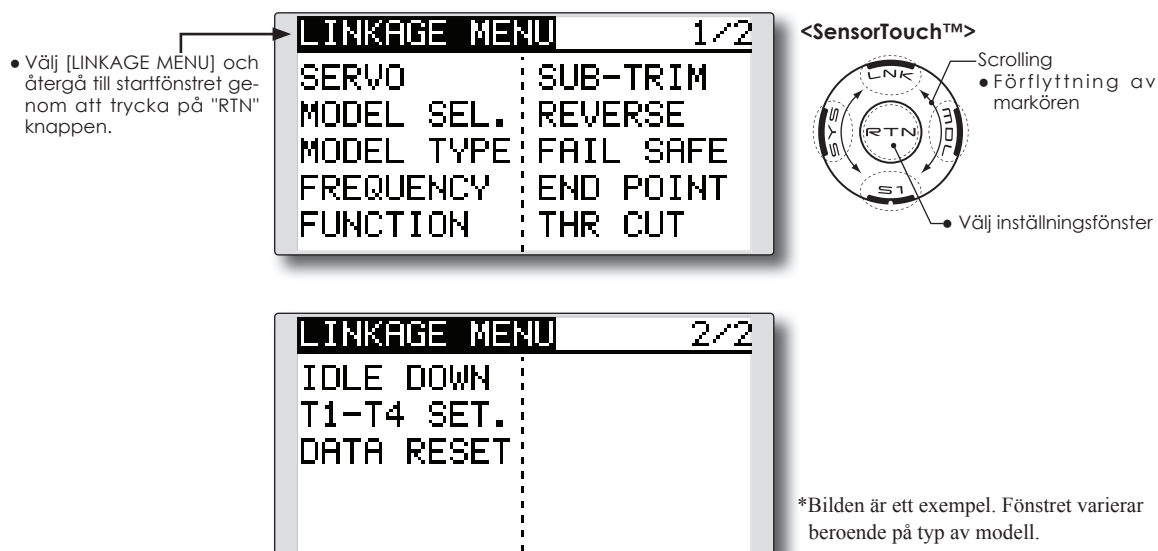 ● Välj [LINKAGE MENU] och
återgå till startfönstret ge-
nom att trycka på "RTN"
knappen.
LINKAGE MENU 1/2
SERVO SUB-TRIM
MODEL SEL. REVERSE
MODEL TYPE FAIL SAFE
FREQUENCY END POINT
FUNCTION THR CUT
<SensorTouch™>
Scrolling
● Förflyttning av
markören
LNK
SYS
RTN
MDL
S1
● Välj inställningsfönster
LINKAGE MENU 2/2
IDLE DOWN
T1-T4 SET.
DATA RESET
*Bilden är ett exempel. Fönstret varierar
beroende på typ av modell.